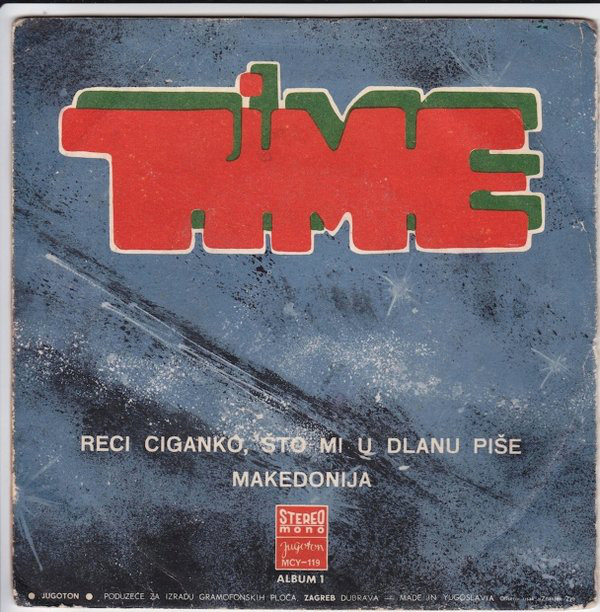 TiME
RECI CIGANKO, ŠTO MI U DLANU PIŠE
MAKEDONIJA
STEREO
mono
Jugoton
MCY-119
ALBUM 1
● JUGOTON ● PODUZEĆE ZA IZRADU GRAMOFONSKIH PLOČA, ZAGREB DUBRAVA — MADE IN YUGOSLAVIA